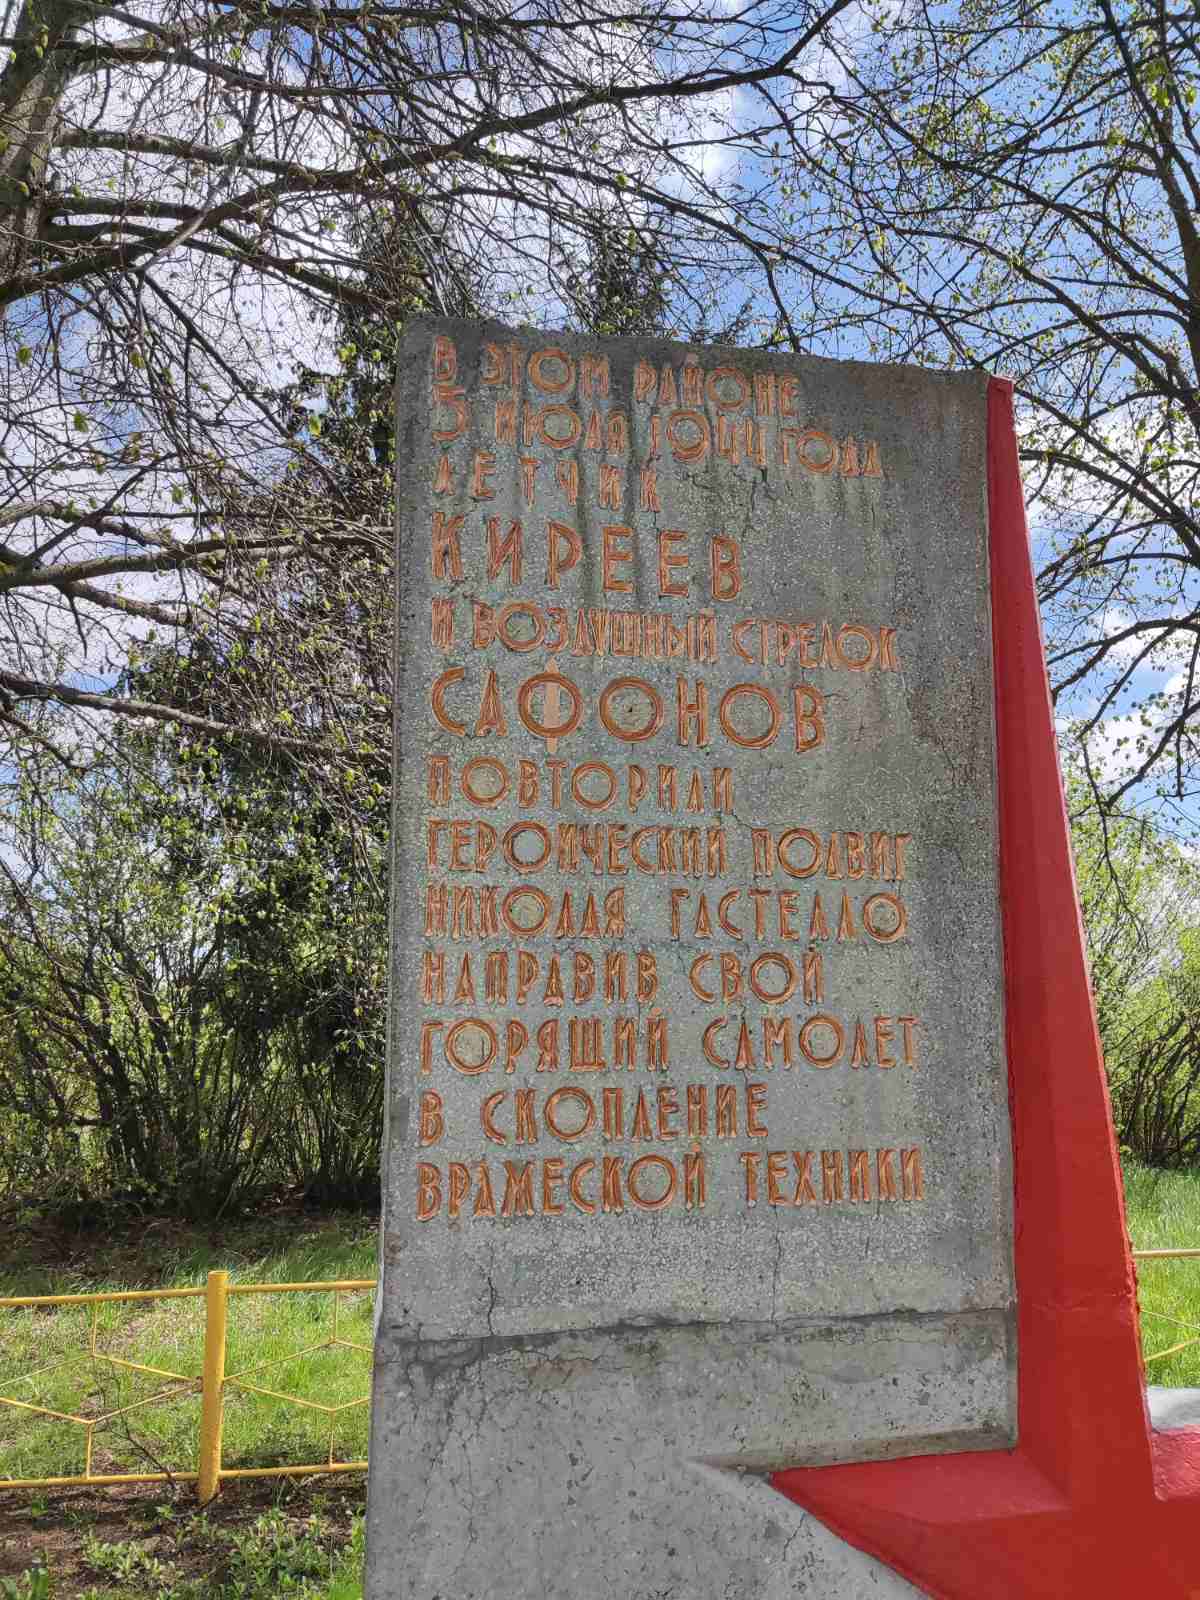 В ЭТОМ РАЙОНЕ
5 ИЮЛЯ 1944 ГОДА
ЛЕТЧИК
КИРЕЕВ
И ВОЗДУШНЫЙ СТРЕЛОК
САФОНОВ
ПОВТОРИЛИ
ГЕРОИЧЕСКИЙ ПОДВИГ
НИКОЛАЯ ГАСТЕЛЛО
НАПРАВИВ СВОЙ
ГОРЯЩИЙ САМОЛЕТ
В СКОПЛЕНИЕ
ВРАЖЕСКОЙ ТЕХНИКИ